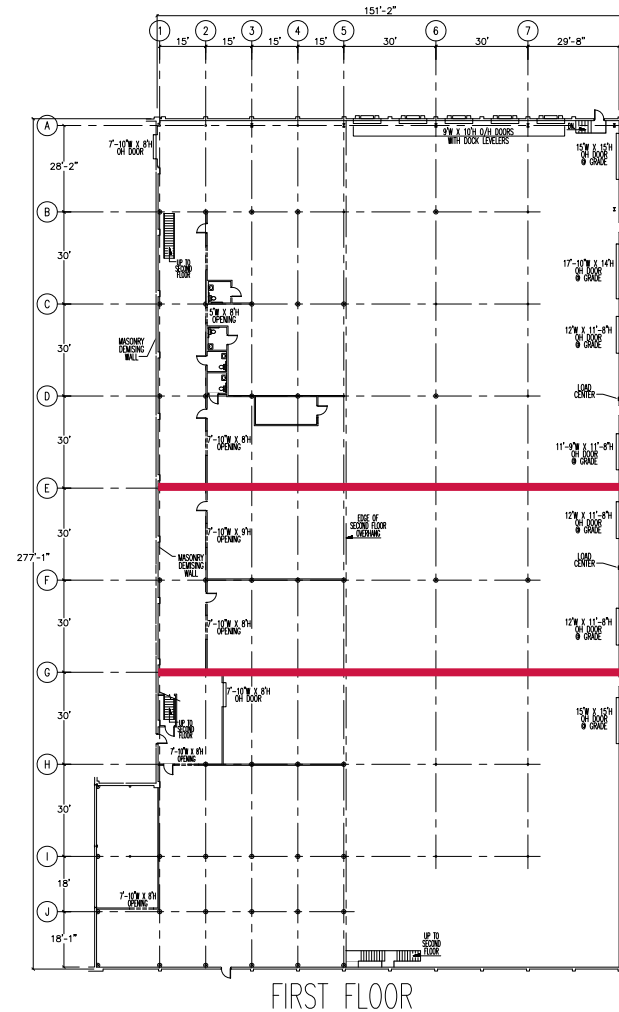 151'-2"
1
2
3
4
5
6
7
15'
15'
15'
15'
30'
30'
29'-8"
A
7'-10"W X 8'H
OH DOOR
28'-2"
9'W X 10'H O/H DOORS
WITH DOCK LEVELERS
DN
15'W X 15'H
OH DOOR
@ GRADE
B
UP TO
SECOND
FLOOR
30'
17'-10"W X 14'H
OH DOOR
@ GRADE
C
5'W X 8'H
OPENING
12'W X 11'-8"H
OH DOOR
@ GRADE
MASONRY
DEMISING
WALL
30'
D
LOAD
CENTER
7'-10"W X 8'H
OPENING
30'
11'-9"W X 11'-8"H
OH DOOR
@ GRADE
E
EDGE OF
SECOND FLOOR
OVERHANG
12'W X 11'-8"H
OH DOOR
@ GRADE
7'-10"W X 9'H
OPENING
30'
277'-1"
MASONRY
DEMISING
WALL
LOAD
CENTER
F
7'-10"W X 8'H
OPENING
30'
12'W X 11'-8"H
OH DOOR
@ GRADE
G
7'-10"W X 8'H
OH DOOR
30'
UP TO
SECOND
FLOOR
15'W X 15'H
OH DOOR
@ GRADE
7'-10"W X 8'H
OPENING
H
30'
I
18'
7'-10"W X 8'H
OPENING
J
18'-1"
UP TO
SECOND
FLOOR
FIRST FLOOR